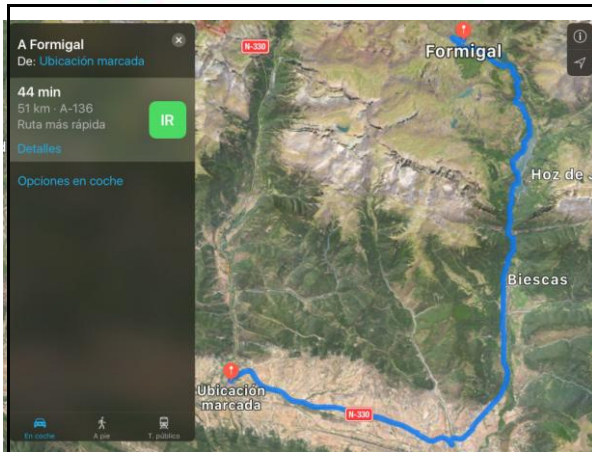 A Formigal
De: Ubicación marcada
44 min
51 km · A-136
Ruta más rápida
IR
Detalles
Opciones en coche
En coche
A pie
T. público
N-330
Formigal
Hoz de J
Biescas
Ubicación
marcada
N-330